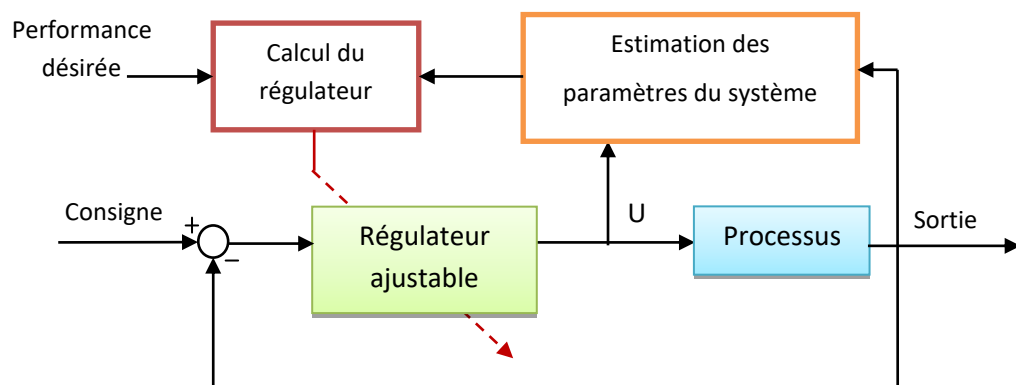 Performance
désirée
Calcul du
régulateur
Estimation des
paramètres du système
Consigne
+
−
Régulateur
ajustable
U
Processus
Sortie